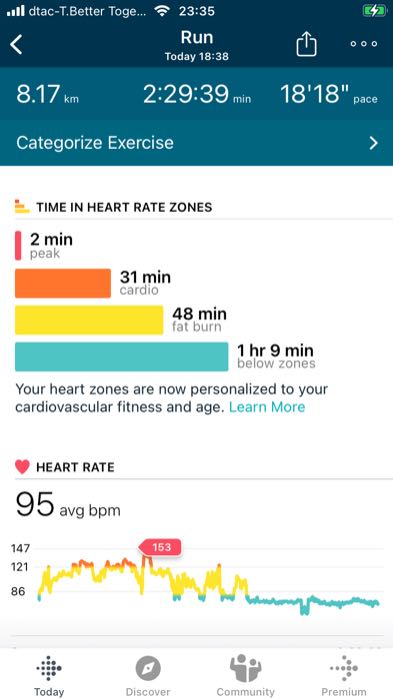 dtac-T.Better Toge... 23:35
Run
Today 18:38
8.17 km 2:29:39 min 18'18" pace
Categorize Exercise
TIME IN HEART RATE ZONES
2 min
peak
31 min
cardio
48 min
fat burn
1 hr 9 min
below zones
Your heart zones are now personalized to your
cardiovascular fitness and age. Learn More
HEART RATE
95 avg bpm
153
147
121
86
Today Discover Community Premium